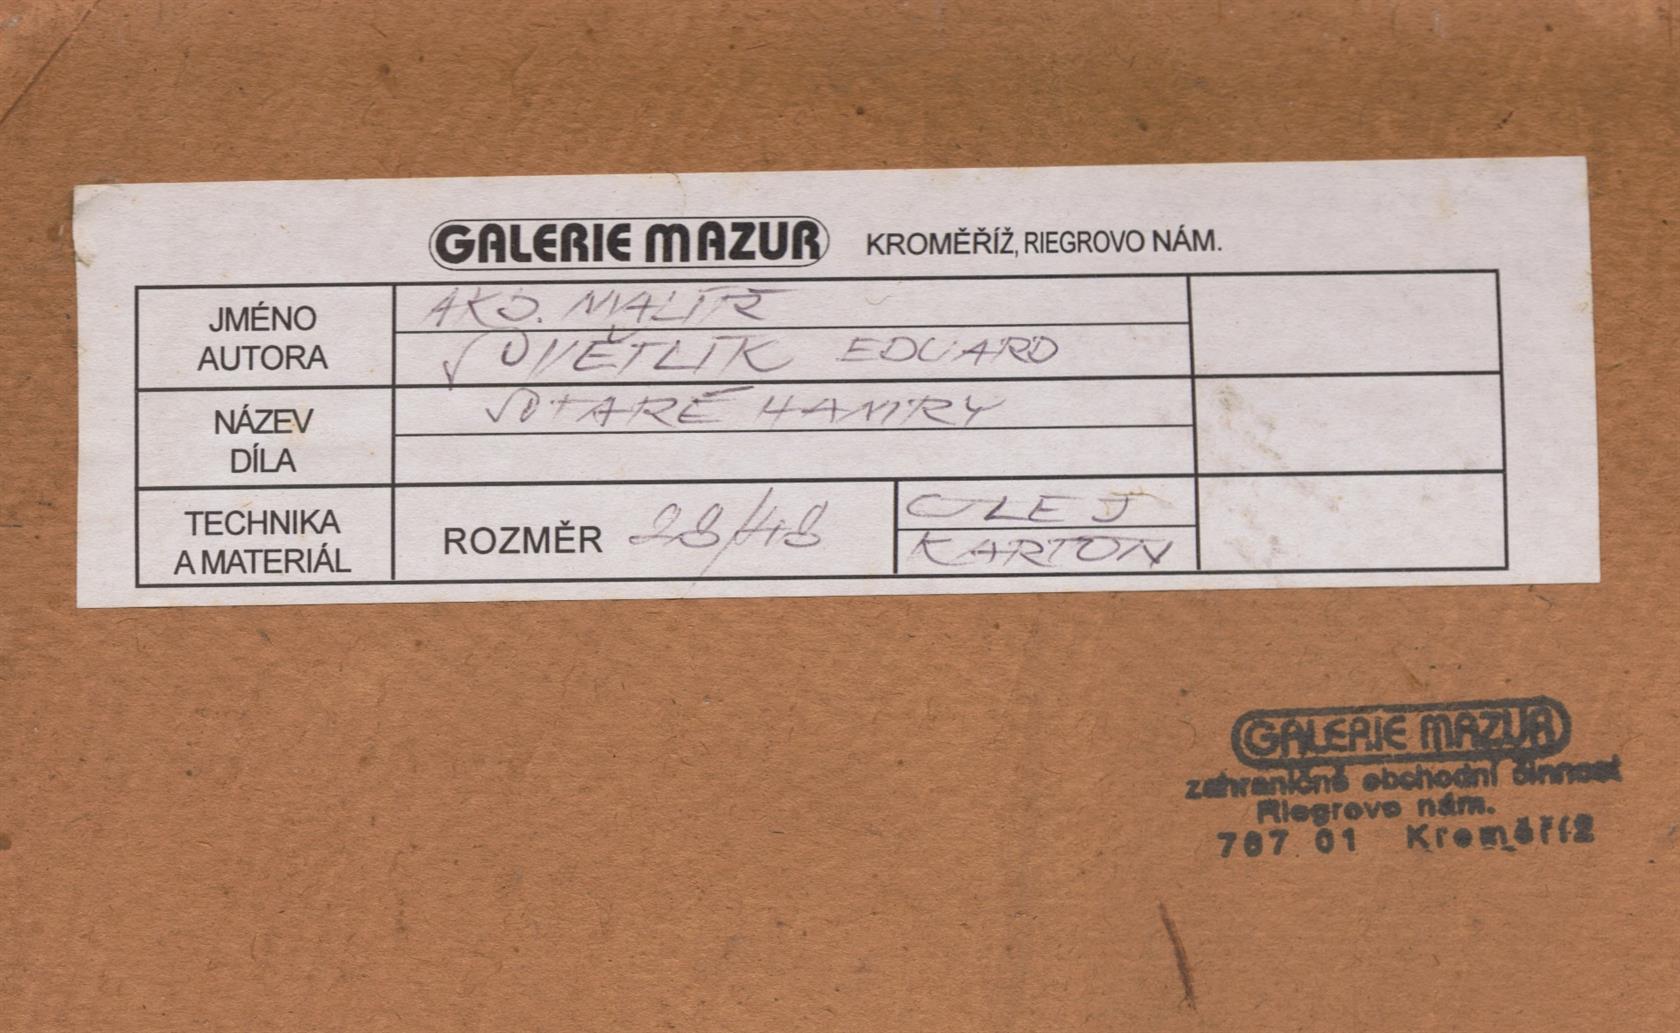 GALERIE MAZUR KROMĚŘÍŽ, RIEGROVO NÁM.
JMÉNO AUTORA
AKD. MALÍŘ
SVĚTLÍK EDUARD
NÁZEV DÍLA
STARÉ HAMRY
TECHNIKA A MATERIÁL
ROZMĚR 28/48
OLEJ
KARTON
GALERIE MAZUR
zahraničně obchodní činnost
Riegrovo nám.
767 01 Kroměříž